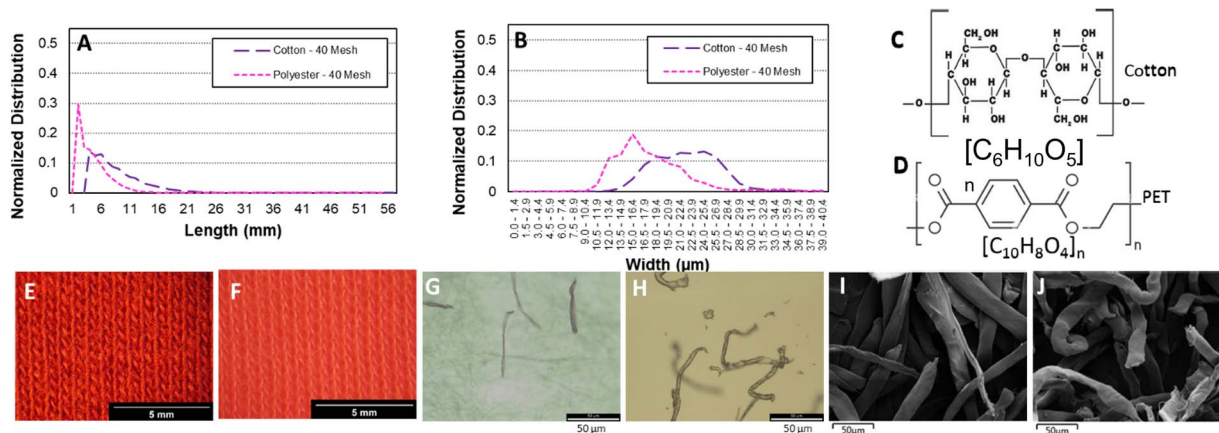 A
Normalized Distribution
0.5
0.4
0.3
0.2
0.1
0
Cotton - 40 Mesh
Polyester - 40 Mesh
1 6 11 16 21 26 31 36 41 46 51 56
Length (mm)
B
Normalized Distribution
0.5
0.4
0.3
0.2
0.1
0
Cotton - 40 Mesh
Polyester - 40 Mesh
0.0 - 1.4
1.5 - 2.9
3.0 - 4.4
4.5 - 5.9
6.0 - 7.4
7.5 - 8.9
9.0 - 10.4
10.5 - 11.9
12.0 - 13.4
13.5 - 14.9
15.0 - 16.4
16.5 - 17.9
18.0 - 19.4
19.5 - 20.9
21.0 - 22.4
22.5 - 23.9
24.0 - 25.4
25.5 - 26.9
27.0 - 28.4
28.5 - 29.9
30.0 - 31.4
31.5 - 32.9
33.0 - 34.4
34.5 - 35.9
36.0 - 37.4
37.5 - 38.9
39.0 - 40.4
Width (μm)
C
CH₂OH
H
O
H
OH
H
H
OH
O
H
OH
OH
H
H
H
O
CH₂OH
O
O
Cotton
[C₆H₁₀O₅]
D
O
n
O
O
O
PET
n
[C₁₀H₈O₄]n
E
5 mm
F
5 mm
G
50 μm
50 μm
H
50 μm
50 μm
I
50μm
J
50μm